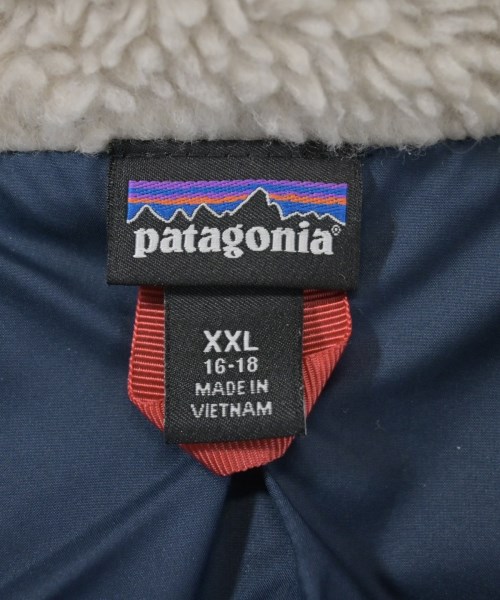 patagonia®
XXL
16-18
MADE IN
VIETNAM